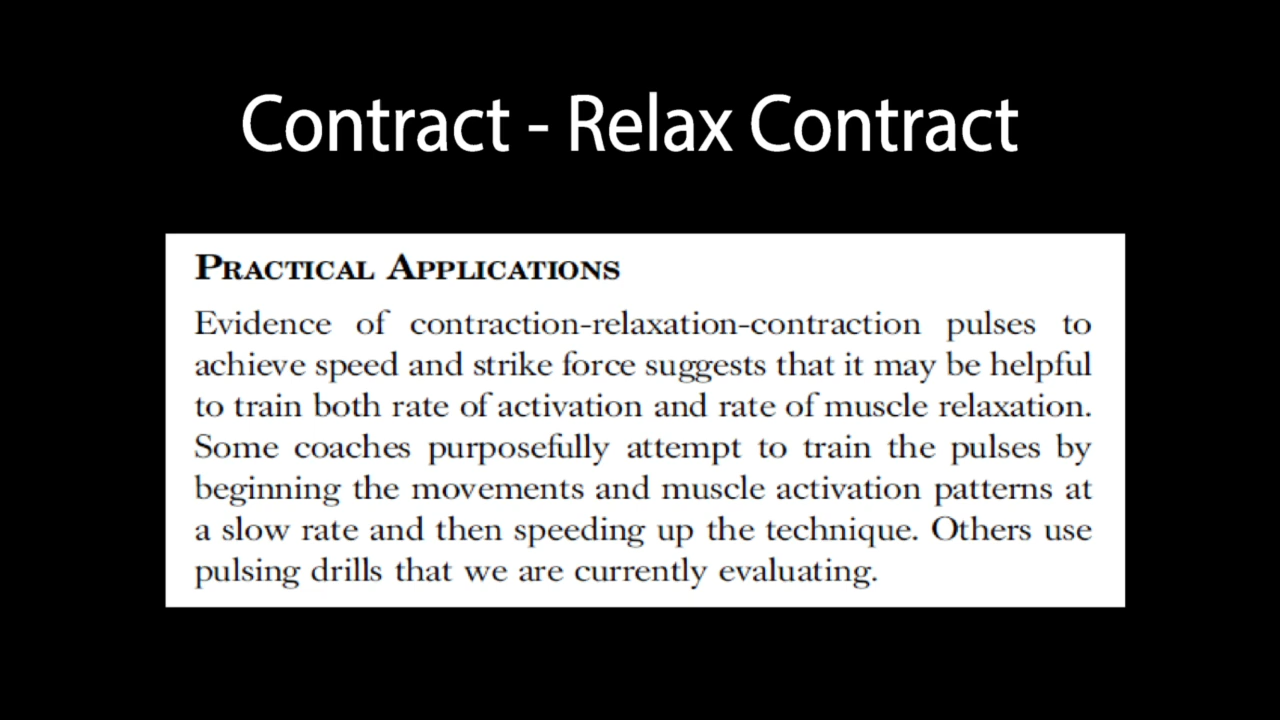 Contract - Relax Contract
PRACTICAL APPLICATIONS
Evidence of contraction-relaxation-contraction pulses to
achieve speed and strike force suggests that it may be helpful
to train both rate of activation and rate of muscle relaxation.
Some coaches purposefully attempt to train the pulses by
beginning the movements and muscle activation patterns at
a slow rate and then speeding up the technique. Others use
pulsing drills that we are currently evaluating.